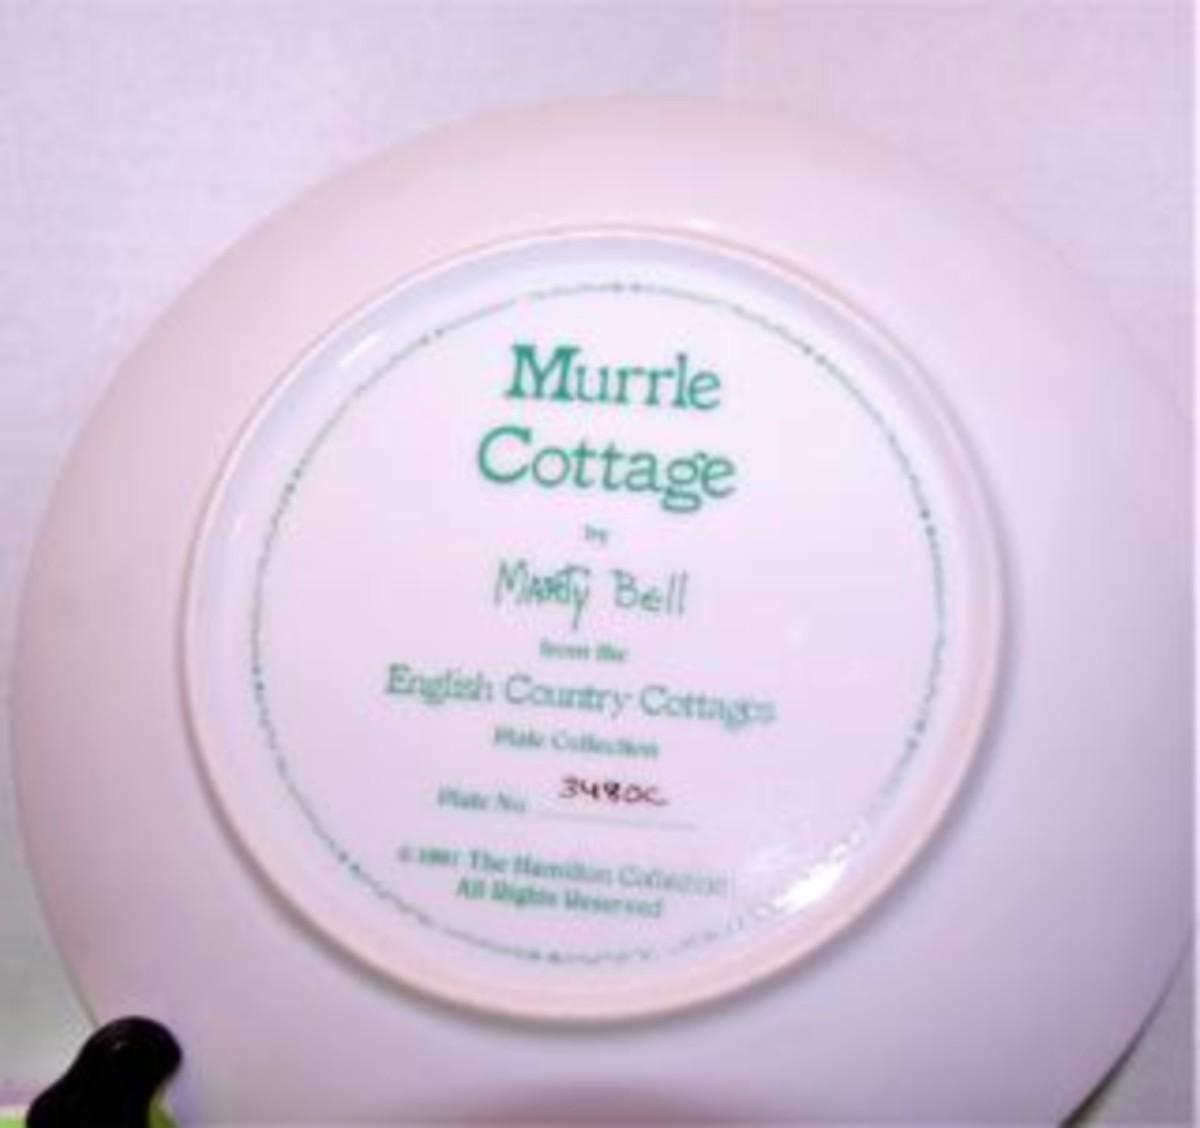 Murrle
Cottage
by
Marty Bell
from the
English Country Cottages
Plate Collection
Plate No. 3480C
© The Hamilton Collection
All Rights Reserved